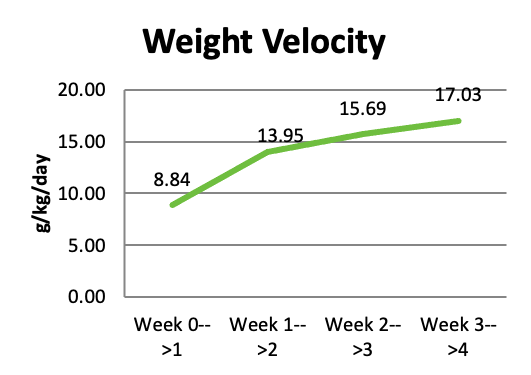 Weight Velocity
20.00
15.00
10.00
5.00
0.00
g/kg/day
8.84
13.95
15.69
17.03
Week 0--
>1
Week 1--
>2
Week 2--
>3
Week 3--
>4